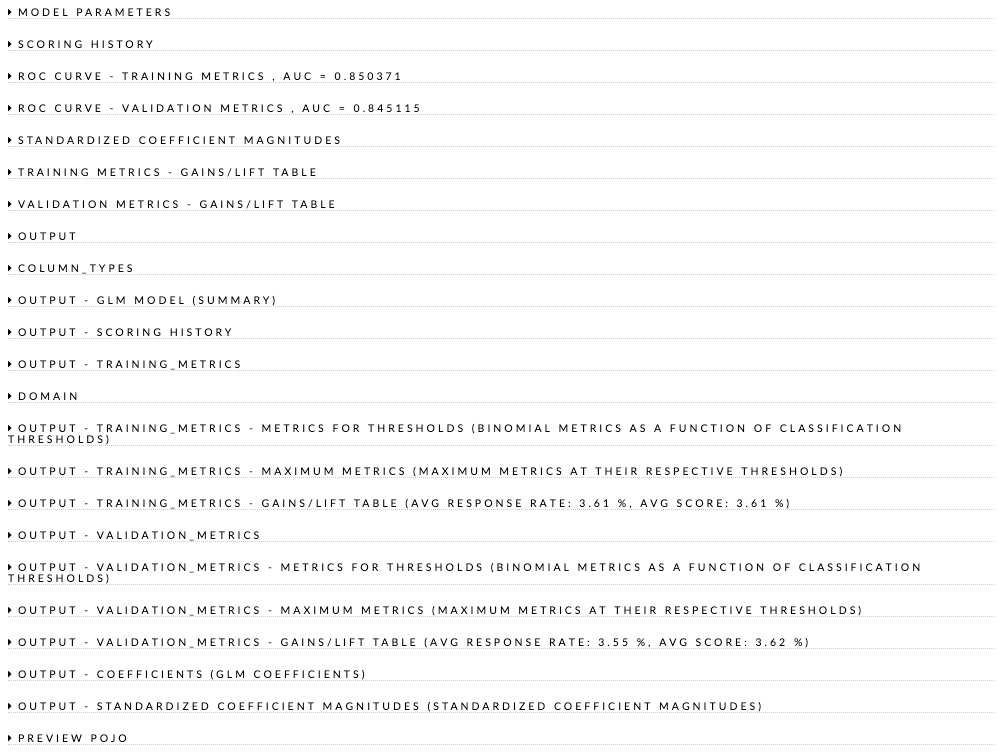 MODEL PARAMETERS
SCORING HISTORY
ROC CURVE - TRAINING METRICS , AUC = 0.850371
ROC CURVE - VALIDATION METRICS , AUC = 0.845115
STANDARDIZED COEFFICIENT MAGNITUDES
TRAINING METRICS - GAINS/LIFT TABLE
VALIDATION METRICS - GAINS/LIFT TABLE
OUTPUT
COLUMN_TYPES
OUTPUT - GLM MODEL (SUMMARY)
OUTPUT - SCORING HISTORY
OUTPUT - TRAINING_METRICS
DOMAIN
OUTPUT - TRAINING_METRICS - METRICS FOR THRESHOLDS (BINOMIAL METRICS AS A FUNCTION OF CLASSIFICATION
THRESHOLDS)
OUTPUT - TRAINING_METRICS - MAXIMUM METRICS (MAXIMUM METRICS AT THEIR RESPECTIVE THRESHOLDS)
OUTPUT - TRAINING_METRICS - GAINS/LIFT TABLE (AVG RESPONSE RATE: 3.61 %, AVG SCORE: 3.61 %)
OUTPUT - VALIDATION_METRICS
OUTPUT - VALIDATION_METRICS - METRICS FOR THRESHOLDS (BINOMIAL METRICS AS A FUNCTION OF CLASSIFICATION
THRESHOLDS)
OUTPUT - VALIDATION_METRICS - MAXIMUM METRICS (MAXIMUM METRICS AT THEIR RESPECTIVE THRESHOLDS)
OUTPUT - VALIDATION_METRICS - GAINS/LIFT TABLE (AVG RESPONSE RATE: 3.55 %, AVG SCORE: 3.62 %)
OUTPUT - COEFFICIENTS (GLM COEFFICIENTS)
OUTPUT - STANDARDIZED COEFFICIENT MAGNITUDES (STANDARDIZED COEFFICIENT MAGNITUDES)
PREVIEW POJO